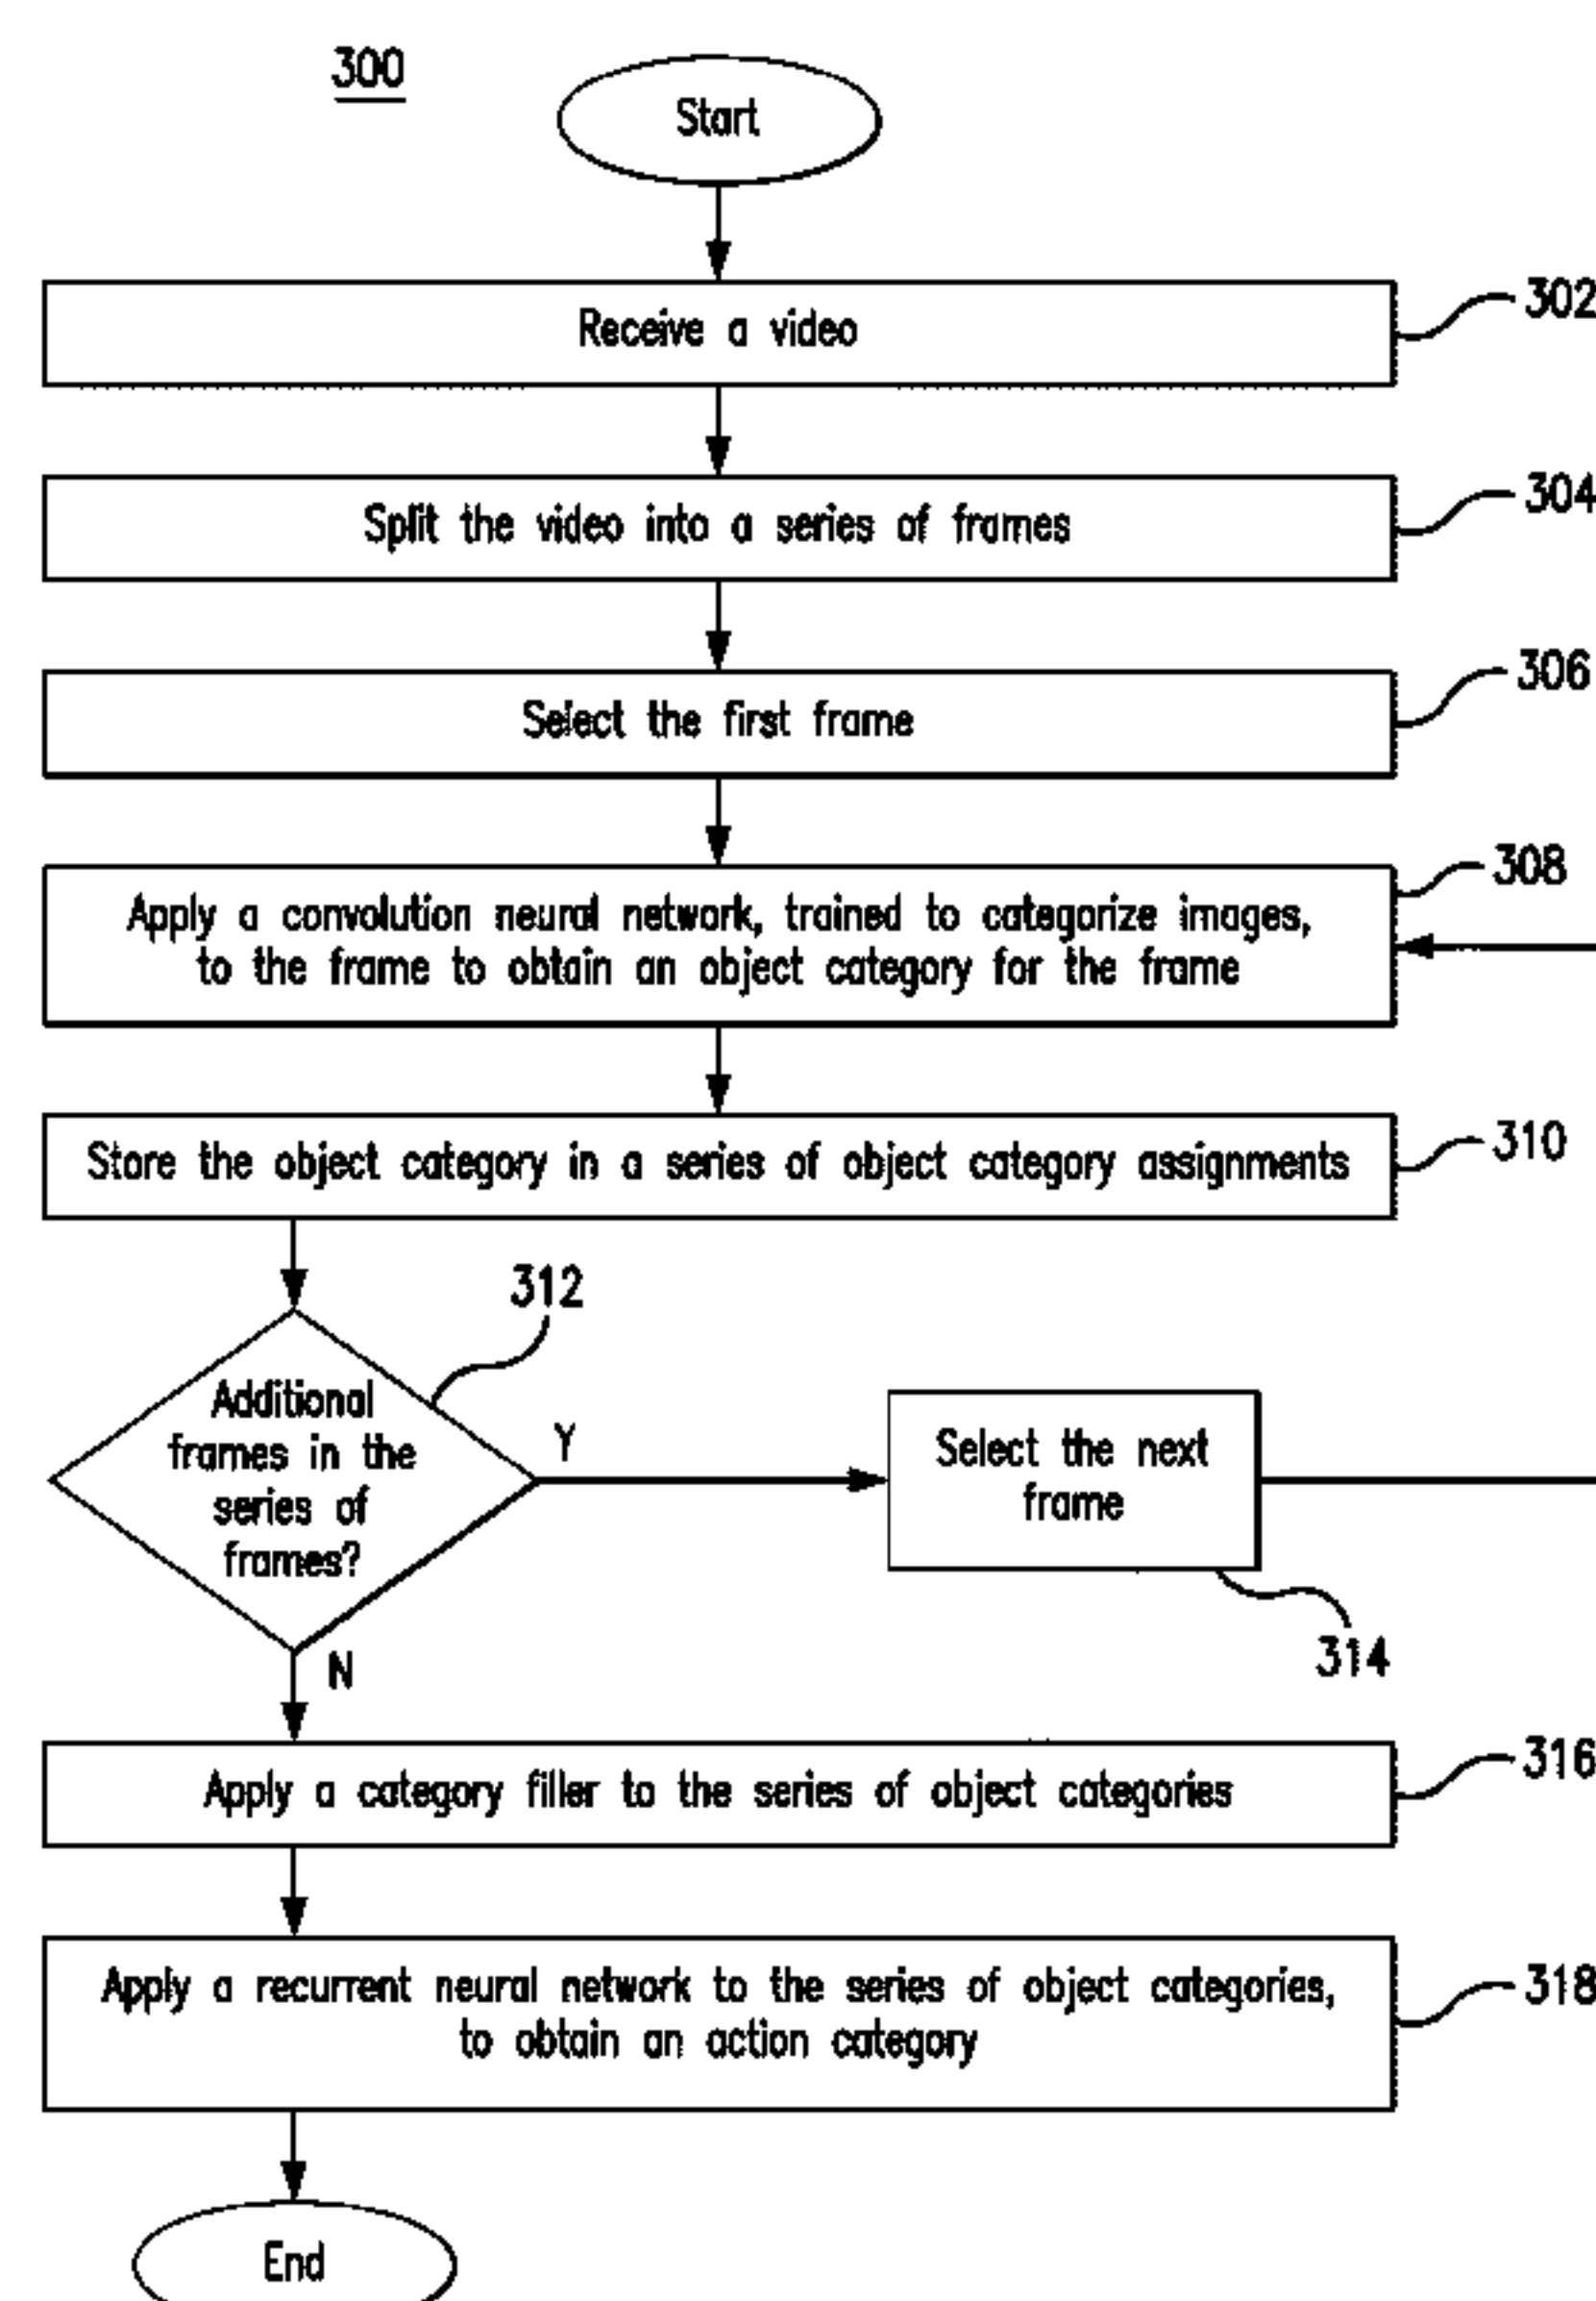 300
Start
Receive a video
302
Split the video into a series of frames
304
Select the first frame
306
Apply a convolution neural network, trained to categorize images,
to the frame to obtain an object category for the frame
308
Store the object category in a series of object category assignments
310
312
Additional
frames in the
series of
frames?
Y
Select the next
frame
314
N
Apply a category filler to the series of object categories
316
Apply a recurrent neural network to the series of object categories,
to obtain an action category
318
End